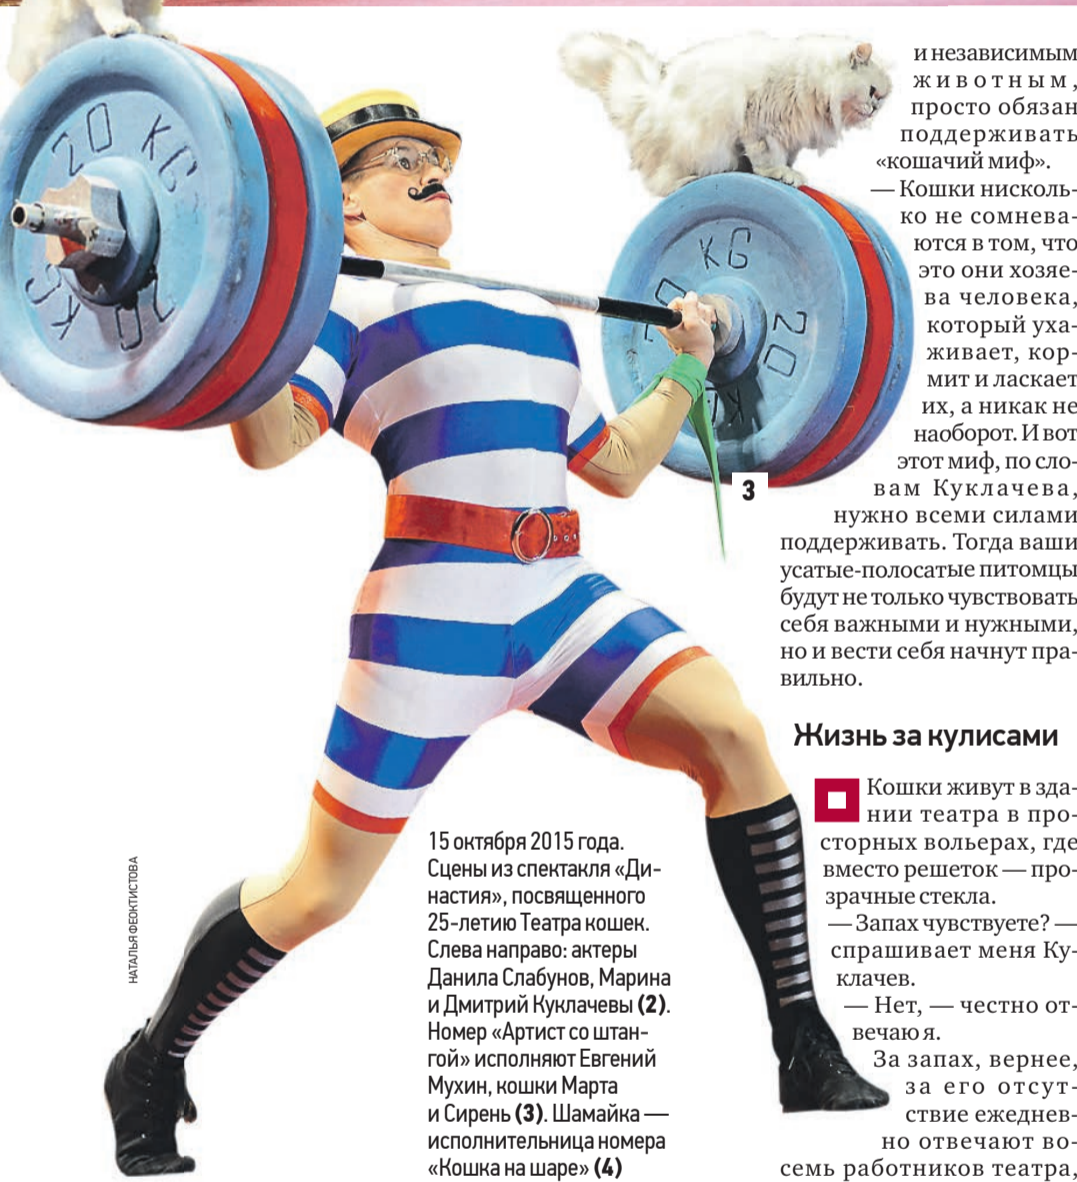 20 KG
20 KG
KG
20
KG
3
и независимым
животным,
просто обязан
поддерживать
«кошачий миф».
— Кошки нисколь-
ко не сомнева-
ются в том, что
это они хозяе-
ва человека,
который уха-
живает, кор-
мит и ласкает
их, а никак не
наоборот. И вот
этот миф, по сло-
вам Куклачева,
нужно всеми силами
поддерживать. Тогда ваши
усатые-полосатые питомцы
будут не только чувствовать
себя важными и нужными,
но и вести себя начнут пра-
вильно.
Жизнь за кулисами
Кошки живут в зда-
нии театра в про-
сторных вольерах, где
вместо решеток — про-
зрачные стекла.
— Запах чувствуете? —
спрашивает меня Ку-
клачев.
— Нет, — честно от-
вечаю я.
За запах, вернее,
за его отсут-
ствие ежеднев-
но отвечают во-
семь работников театра,
НАТАЛЬЯ ФЕОКТИСТОВА
15 октября 2015 года.
Сцены из спектакля «Ди-
настия», посвященного
25-летию Театра кошек.
Слева направо: актеры
Данила Слабунов, Марина
и Дмитрий Куклачевы (2).
Номер «Артист со штан-
гой» исполняют Евгений
Мухин, кошки Марта
и Сирень (3). Шамайка —
исполнительница номера
«Кошка на шаре» (4)